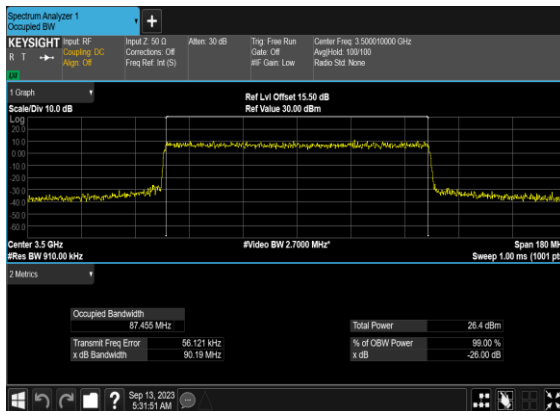 Spectrum Analyzer 1
Occupied BW
KEYSIGHT Input: RF Input Z: 50 Ω Atten: 30 dB Trig: Free Run Center Freq: 3.500010000 GHz
R T Coupling: DC Corrections: Off Gate: Off Avg|Hold: 100/100
Align: Off Freq Ref: Int (S) #IF Gain: Low Radio Std: None
1 Graph
Ref Lvl Offset 15.50 dB
Scale/Div 10.0 dB Ref Value 30.00 dBm
Log
20.0
10.0
0.00
-10.0
-20.0
-30.0
-40.0
-50.0
-60.0
Center 3.5 GHz #Video BW 2.7000 MHz* Span 180 MH
#Res BW 910.00 kHz Sweep 1.00 ms (1001 pts
2 Metrics
Occupied Bandwidth
87.455 MHz Total Power 26.4 dBm
Transmit Freq Error 56.121 kHz % of OBW Power 99.00 %
x dB Bandwidth 90.19 MHz x dB -26.00 dB
Sep 13, 2023
5:31:51 AM